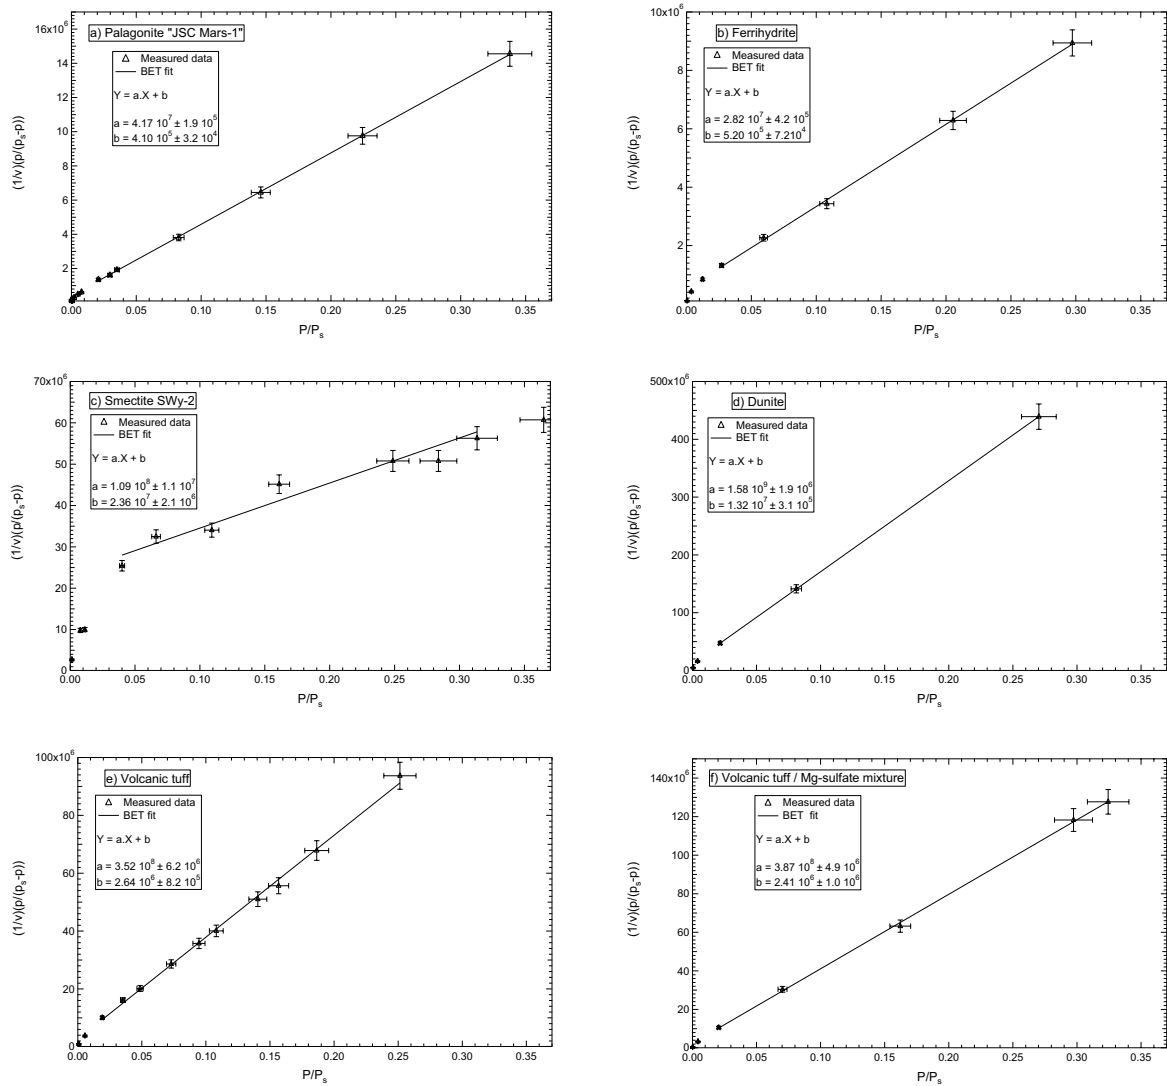 a) Palagonite "JSC Mars-1"
Measured data
BET fit
Y = a.X + b
a = 4.17 10⁷ ± 1.9 10⁵
b = 4.10 10⁵ ± 3.2 10⁴
16x10⁶
14
12
10
8
6
4
2
(1/v)(p/(pₛ-p))
0.00 0.05 0.10 0.15 0.20 0.25 0.30 0.35
P/Pₛ
b) Ferrihydrite
Measured data
BET fit
Y = a.X + b
a = 2.82 10⁷ ± 4.2 10⁵
b = 5.20 10⁵ ± 7.210⁴
10x10⁶
8
6
4
2
(1/v)(p/(pₛ-p))
0.00 0.05 0.10 0.15 0.20 0.25 0.30 0.35
P/Pₛ
c) Smectite SWy-2
Measured data
BET fit
Y = a.X + b
a = 1.09 10⁸ ± 1.1 10⁷
b = 2.36 10⁷ ± 2.1 10⁶
70x10⁶
60
50
40
30
20
10
0
(1/v)(p/(pₛ-p))
0.00 0.05 0.10 0.15 0.20 0.25 0.30 0.35
P/Pₛ
d) Dunite
Measured data
BET fit
Y = a.X + b
a = 1.58 10⁹ ± 1.9 10⁶
b = 1.32 10⁷ ± 3.1 10⁵
500x10⁶
400
300
200
100
0
(1/v)(p/(pₛ-p))
0.00 0.05 0.10 0.15 0.20 0.25 0.30 0.35
P/Pₛ
e) Volcanic tuff
Measured data
BET fit
Y = a.X + b
a = 3.52 10⁸ ± 6.2 10⁶
b = 2.64 10⁶ ± 8.2 10⁵
100x10⁶
80
60
40
20
0
(1/v)(p/(pₛ-p))
0.00 0.05 0.10 0.15 0.20 0.25 0.30 0.35
P/Pₛ
f) Volcanic tuff / Mg-sulfate mixture
Measured data
BET fit
Y = a.X + b
a = 3.87 10⁸ ± 4.9 10⁶
b = 2.41 10⁶ ± 1.0 10⁶
140x10⁶
120
100
80
60
40
20
0
(1/v)(p/(pₛ-p))
0.00 0.05 0.10 0.15 0.20 0.25 0.30 0.35
P/Pₛ